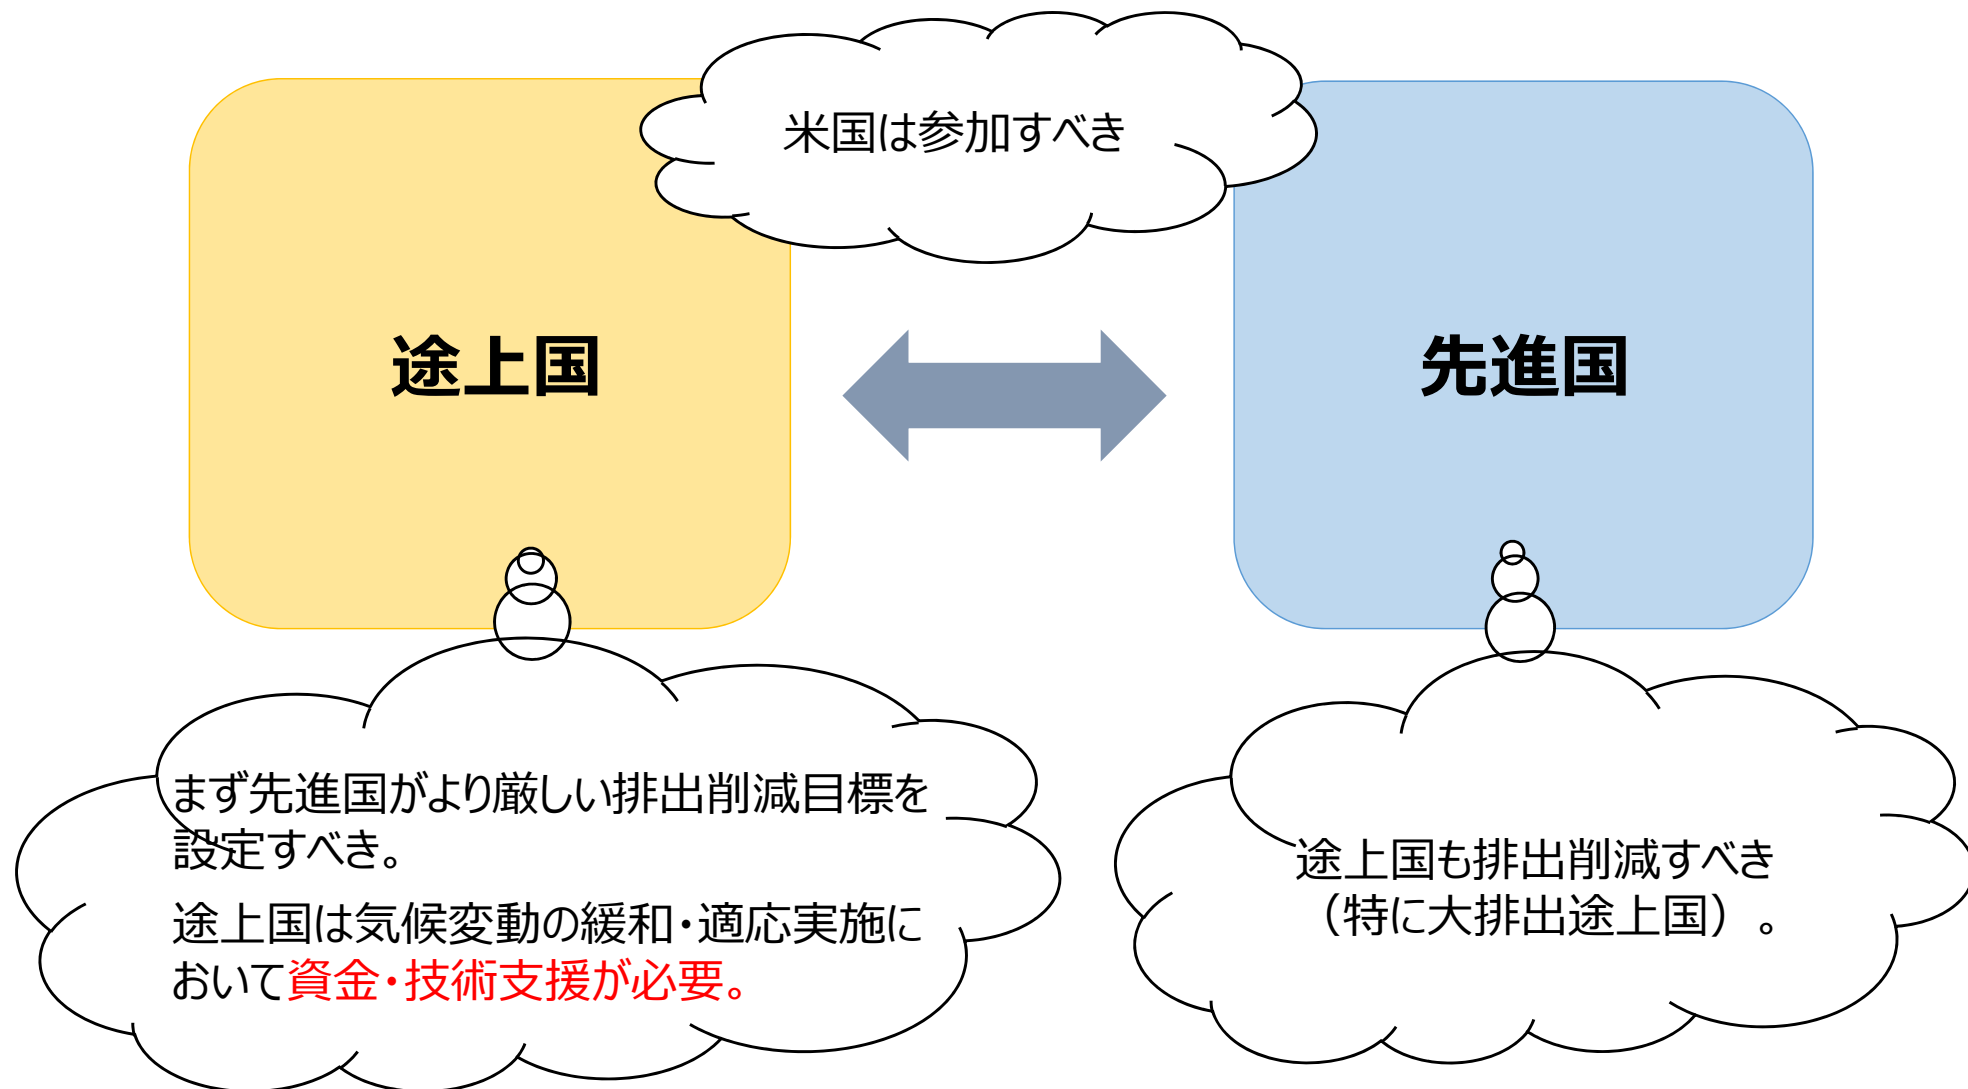 米国は参加すべき
途上国
先進国
まず先進国がより厳しい排出削減目標を
設定すべき。
途上国は気候変動の緩和・適応実施に
おいて資金・技術支援が必要。
途上国も排出削減すべき
（特に大排出途上国）。